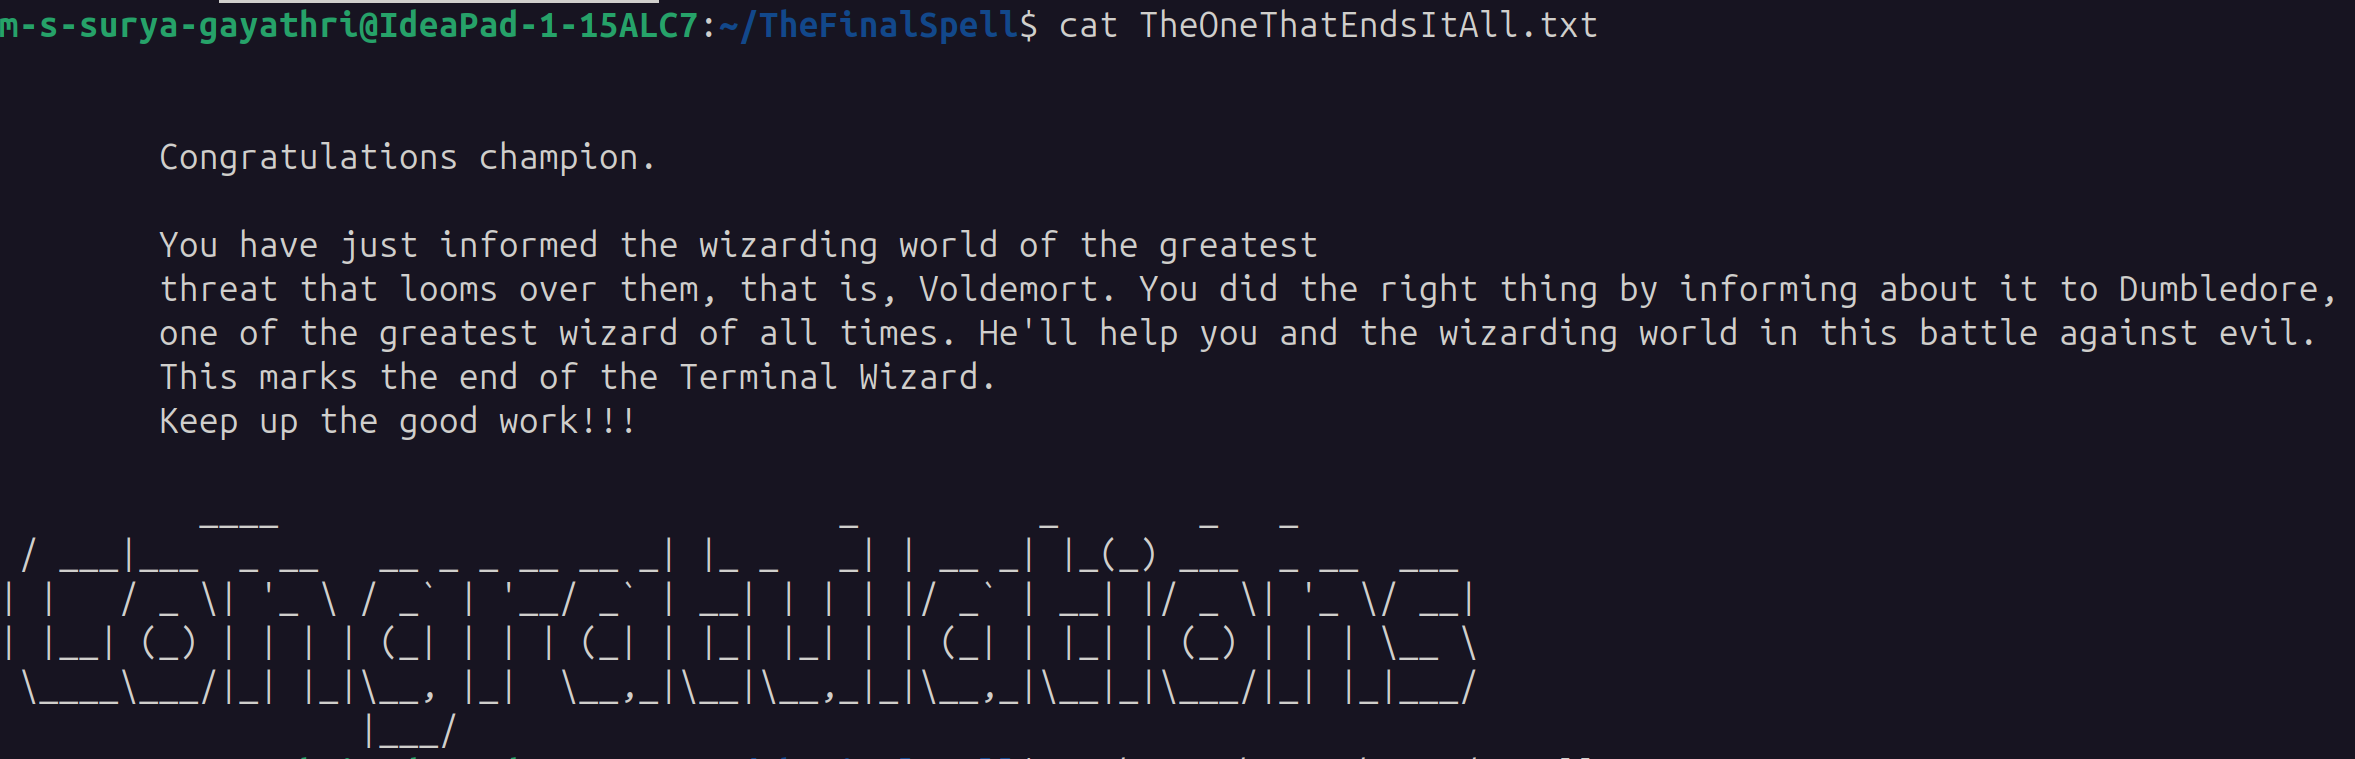 m-s-surya-gayathri@IdeaPad-1-15ALC7:~/TheFinalSpell$ cat TheOneThatEndsItAll.txt
Congratulations champion.
You have just informed the wizarding world of the greatest
threat that looms over them, that is, Voldemort. You did the right thing by informing about it to Dumbledore,
one of the greatest wizard of all times. He'll help you and the wizarding world in this battle against evil.
This marks the end of the Terminal Wizard.
Keep up the good work!!!
Congratulations